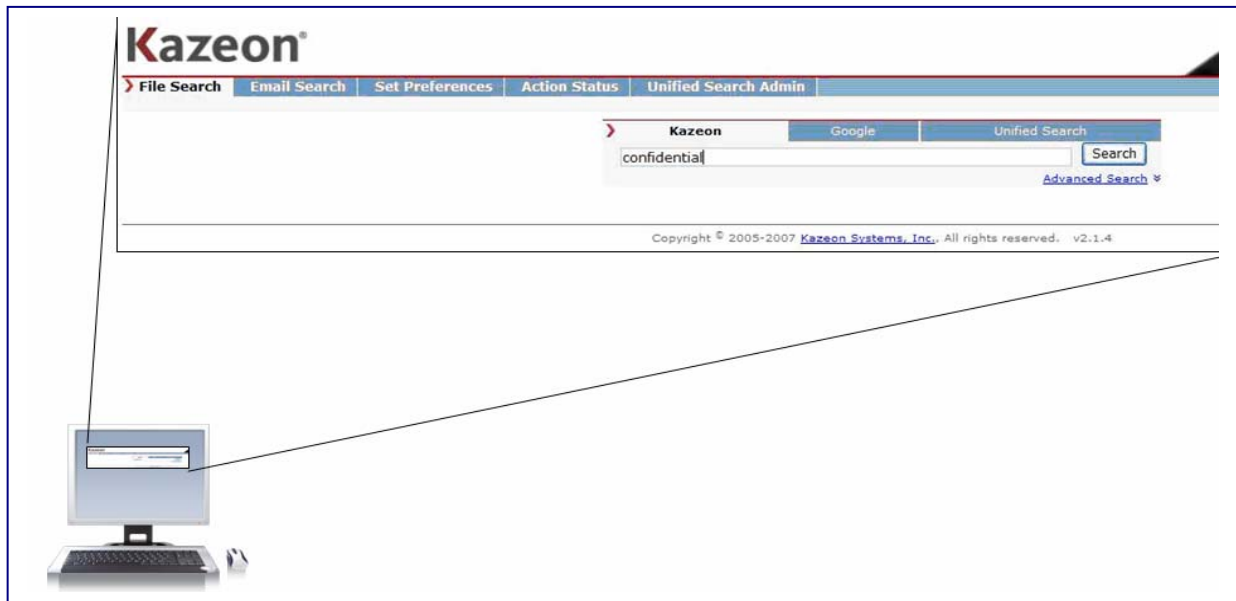 Kazeon®
File Search Email Search Set Preferences Action Status Unified Search Admin
Kazeon Google Unified Search
confidential Search
Advanced Search
Copyright © 2005-2007 Kazeon Systems, Inc,. All rights reserved. v2.1.4